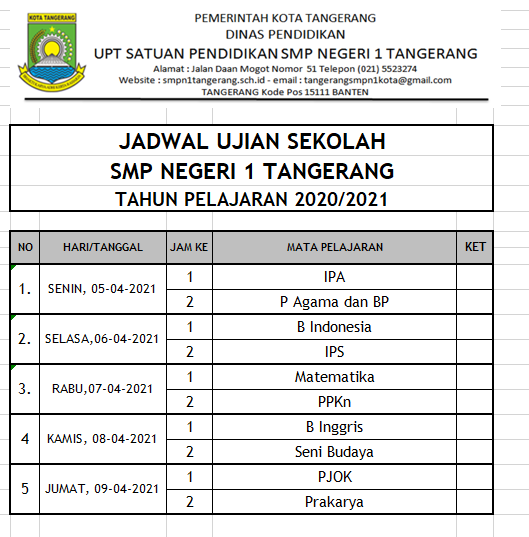 KOTA TANGERANG
PEMERINTAH KOTA TANGERANG
DINAS PENDIDIKAN
UPT SATUAN PENDIDIKAN SMP NEGERI 1 TANGERANG
Alamat : Jalan Daan Mogot Nomor 51 Telepon (021) 5523274
Website : smpn1tangerang.sch.id - email : tangerangsmpn1kota@gmail.com
TANGERANG Kode Pos 15111 BANTEN
JADWAL UJIAN SEKOLAH
SMP NEGERI 1 TANGERANG
TAHUN PELAJARAN 2020/2021
NO HARI/TANGGAL JAM KE MATA PELAJARAN KET
1. SENIN, 05-04-2021 1 IPA
2 P Agama dan BP
2. SELASA,06-04-2021 1 B Indonesia
2 IPS
3. RABU,07-04-2021 1 Matematika
2 PPKn
4 KAMIS, 08-04-2021 1 B Inggris
2 Seni Budaya
5 JUMAT, 09-04-2021 1 PJOK
2 Prakarya